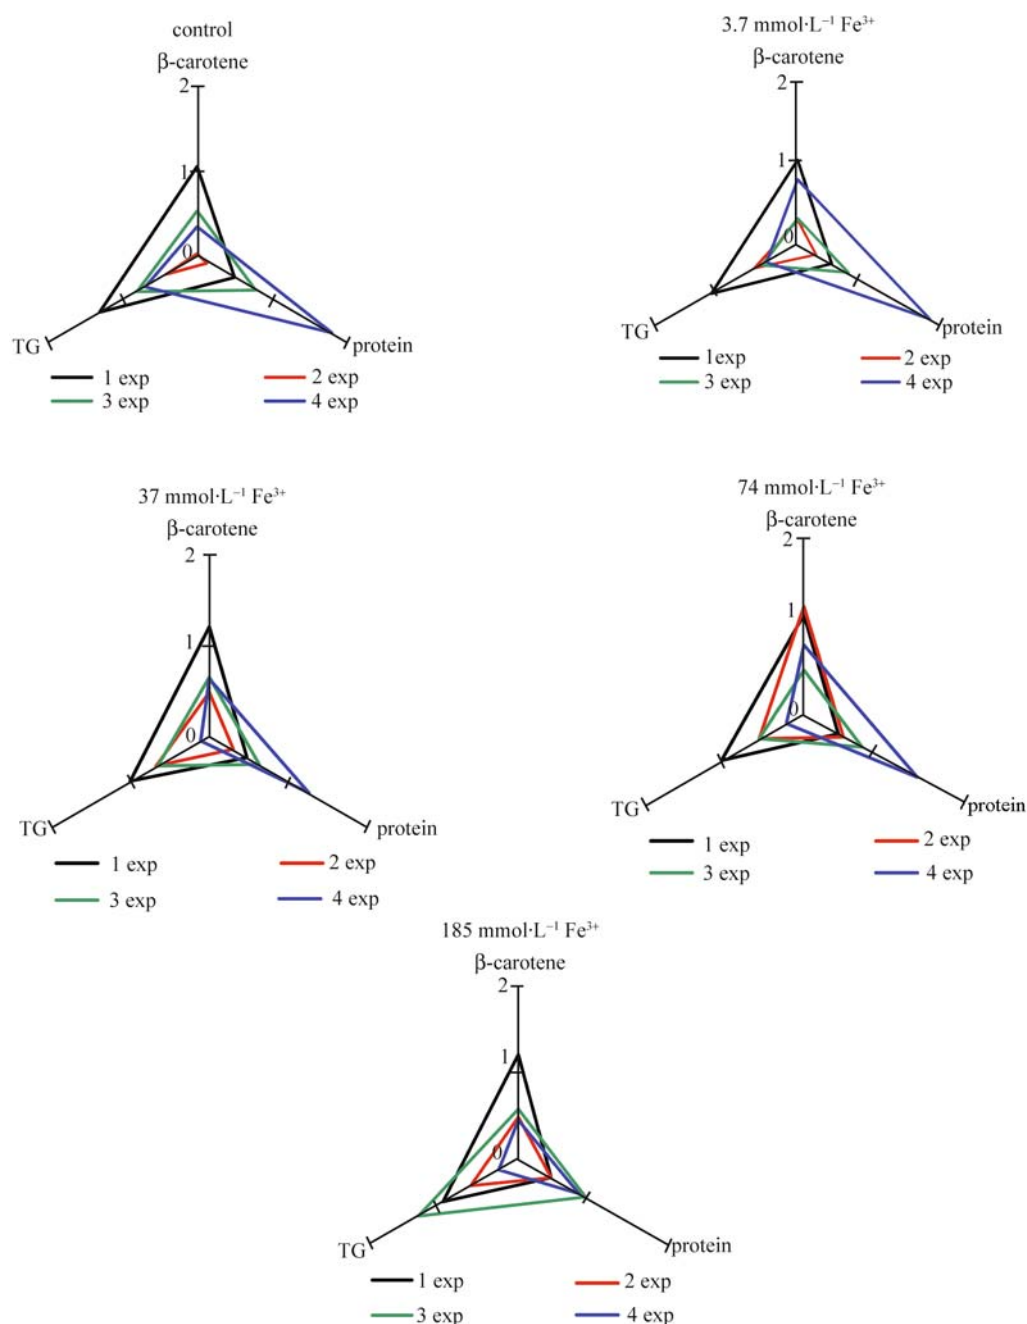 control
β-carotene
2
1
0
TG
protein
1 exp
2 exp
3 exp
4 exp
3.7 mmol·L⁻¹ Fe³⁺
β-carotene
2
1
0
TG
protein
1exp
2 exp
3 exp
4 exp
37 mmol·L⁻¹ Fe³⁺
β-carotene
2
1
0
TG
protein
1 exp
2 exp
3 exp
4 exp
74 mmol·L⁻¹ Fe³⁺
β-carotene
2
1
0
TG
protein
1 exp
2 exp
3 exp
4 exp
185 mmol·L⁻¹ Fe³⁺
β-carotene
2
1
0
TG
protein
1 exp
2 exp
3 exp
4 exp